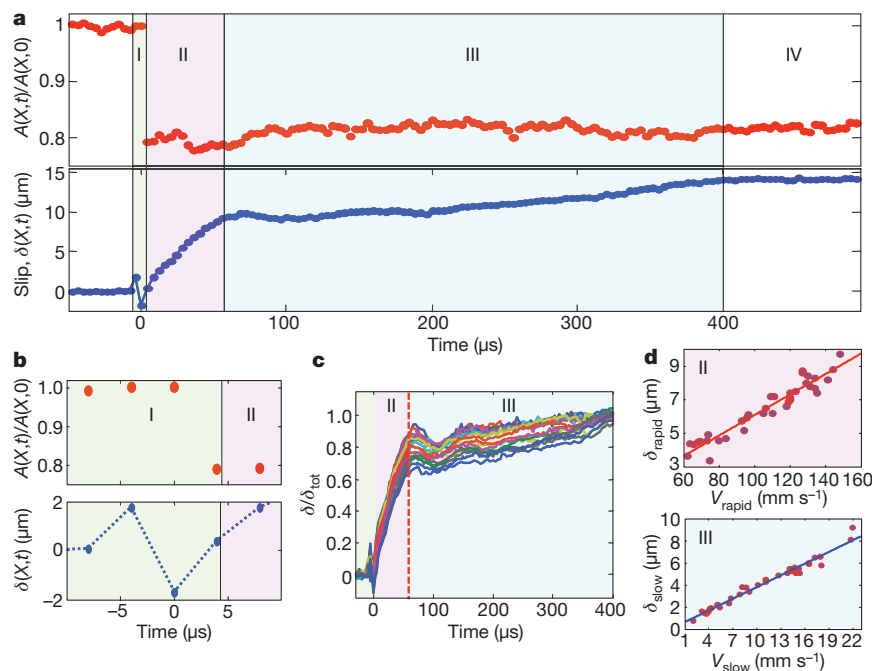 a
A(X,t)/A(X,0)
1
0.9
0.8
I
II
III
IV
Slip, δ(X,t) (μm)
15
10
5
0
0
100
200
300
400
Time (μs)
b
A(X,t)/A(X,0)
1.0
0.9
0.8
I
II
δ(X,t) (μm)
2
0
−2
−5
0
5
Time (μs)
c
δ/δtot
1.0
0.8
0.6
0.4
0.2
0
II
III
0
100
200
300
400
Time (μs)
d
δrapid (μm)
9
7
5
3
II
60
80
100
120
140
160
Vrapid (mm s−1)
δslow (μm)
10
8
6
4
2
0
III
1
4
7
10
13
16
19
22
Vslow (mm s−1)